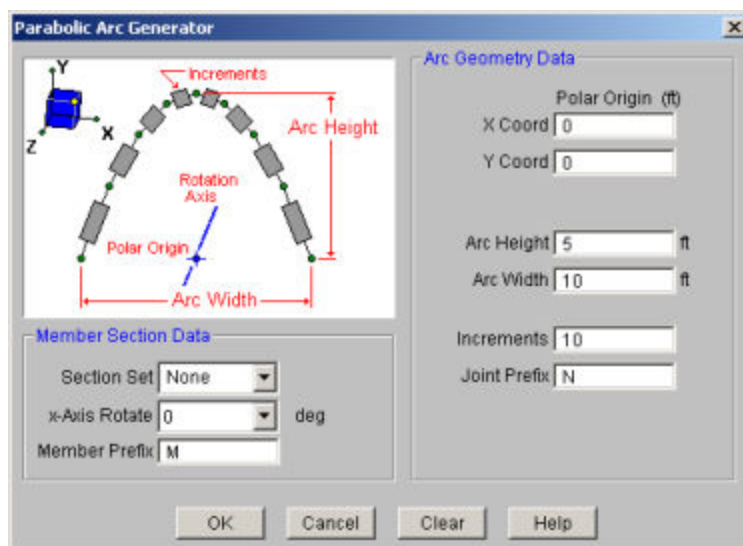 Parabolic Arc Generator
Y
X
Z
Increments
Arc Height
Rotation
Axis
Polar Origin
Arc Width
Member Section Data
Section Set None
x-Axis Rotate 0 deg
Member Prefix M
Arc Geometry Data
Polar Origin (ft)
X Coord 0
Y Coord 0
Arc Height 5 ft
Arc Width 10 ft
Increments 10
Joint Prefix N
OK Cancel Clear Help